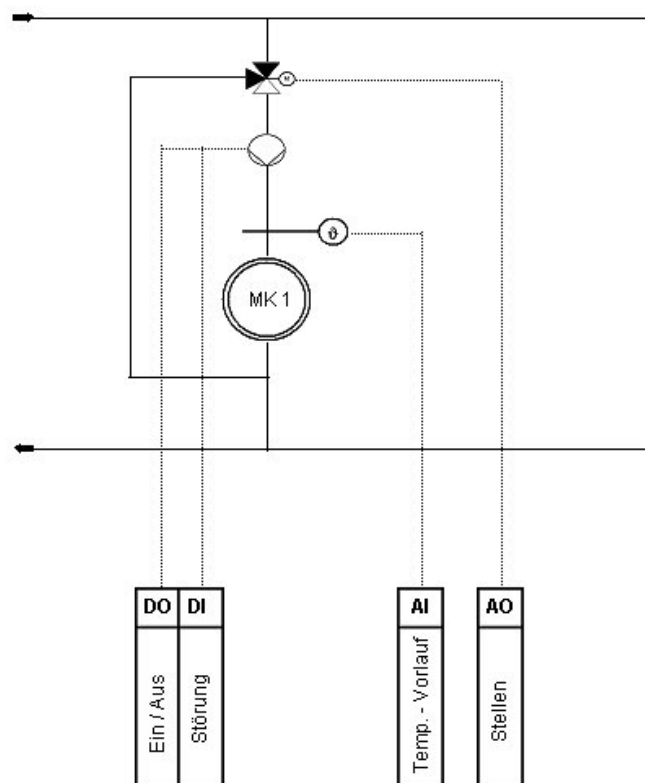 M
ϑ
MK 1
DO
DI
AI
AO
Ein / Aus
Störung
Temp. - Vorlauf
Stellen